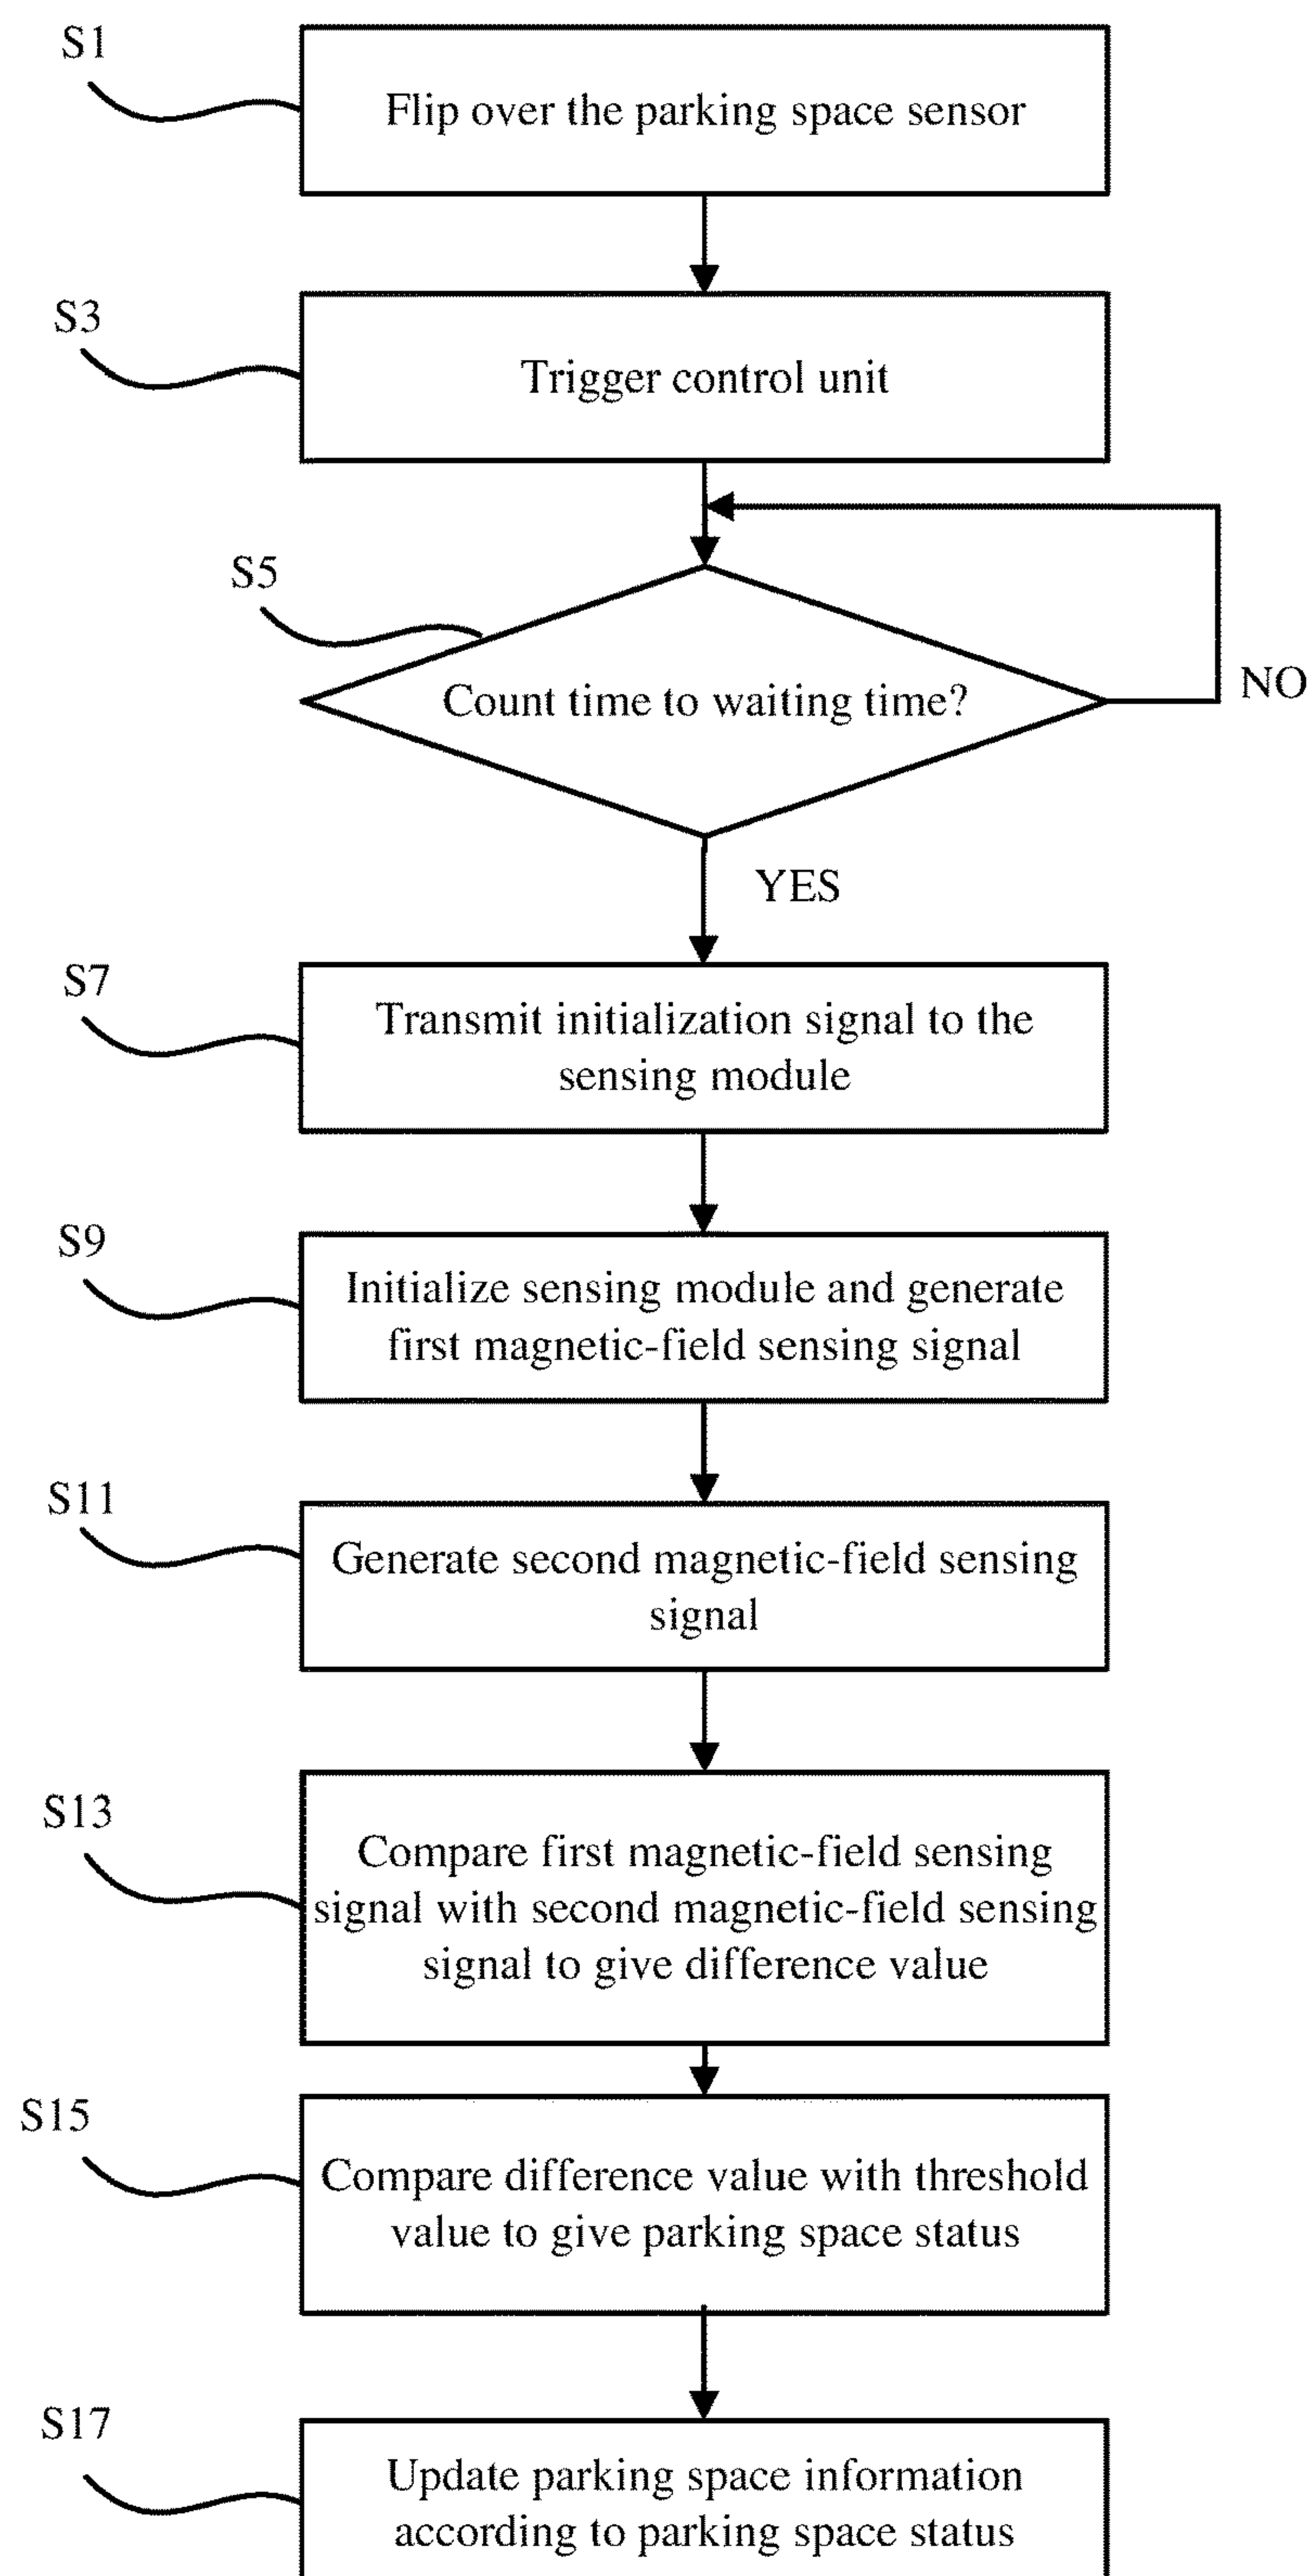 S1
Flip over the parking space sensor
S3
Trigger control unit
S5
Count time to waiting time?
NO
YES
S7
Transmit initialization signal to the
sensing module
S9
Initialize sensing module and generate
first magnetic-field sensing signal
S11
Generate second magnetic-field sensing
signal
S13
Compare first magnetic-field sensing
signal with second magnetic-field sensing
signal to give difference value
S15
Compare difference value with threshold
value to give parking space status
S17
Update parking space information
according to parking space status